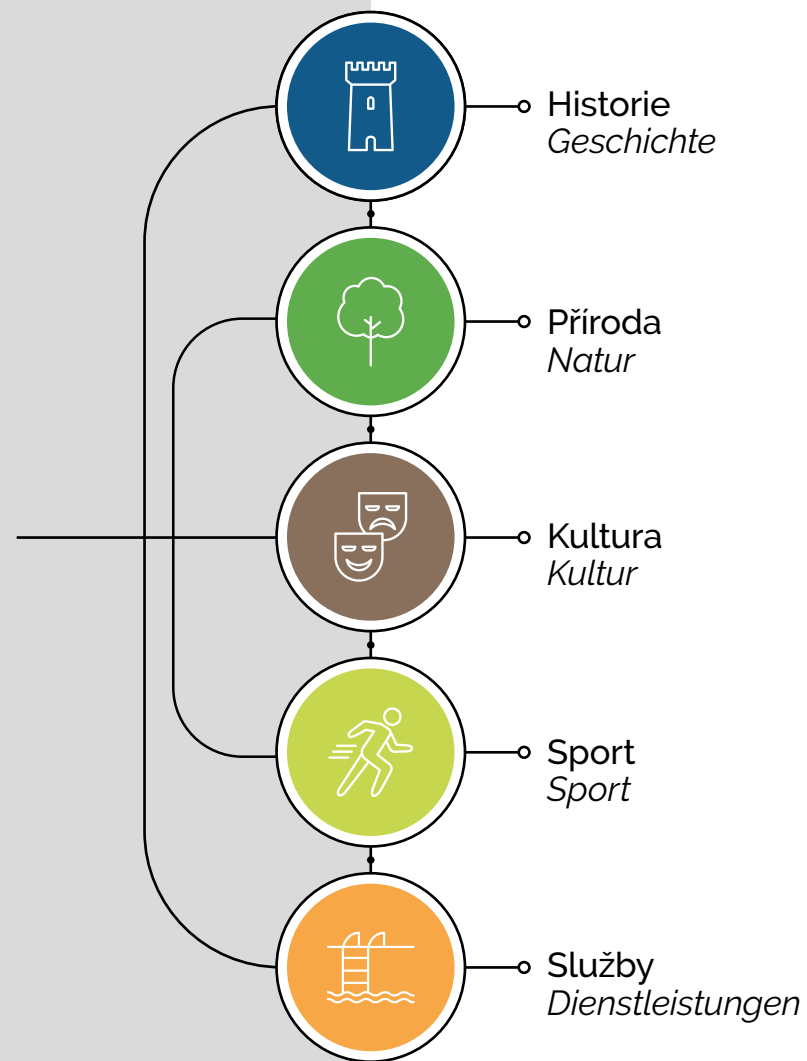 Historie
Geschichte
Příroda
Natur
Kultura
Kultur
Sport
Sport
Služby
Dienstleistungen